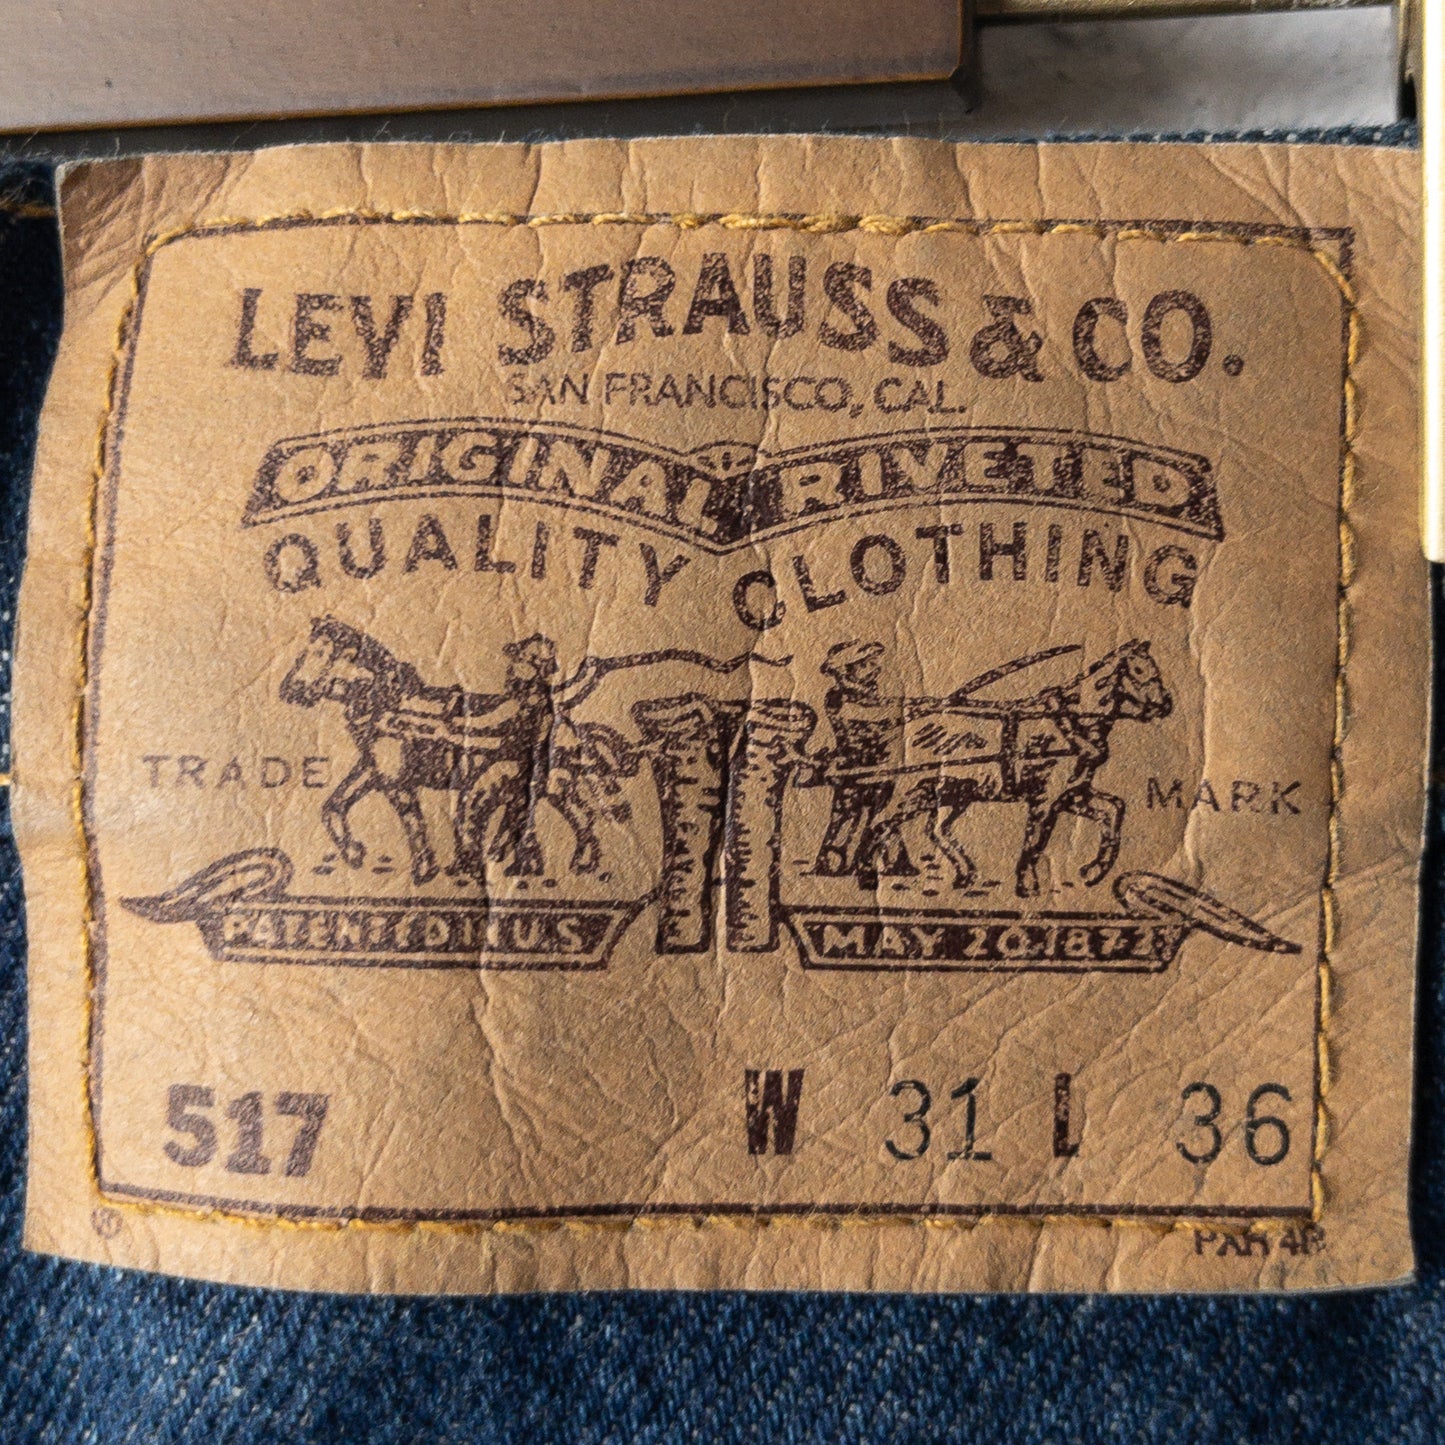 LEVI STRAUSS & CO.
SAN FRANCISCO, CAL.
ORIGINAL RIVETED
QUALITY CLOTHING
TRADE MARK
PATENTED IN U.S
MAY 20.1872
517 W 31 L 36